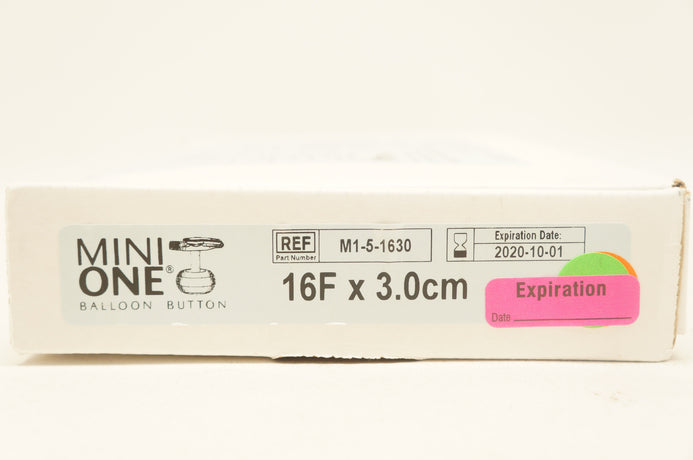 MINI
ONE®
BALLOON BUTTON
REF
Part Number
M1-5-1630
Expiration Date:
2020-10-01
16F x 3.0cm
Expiration
Date